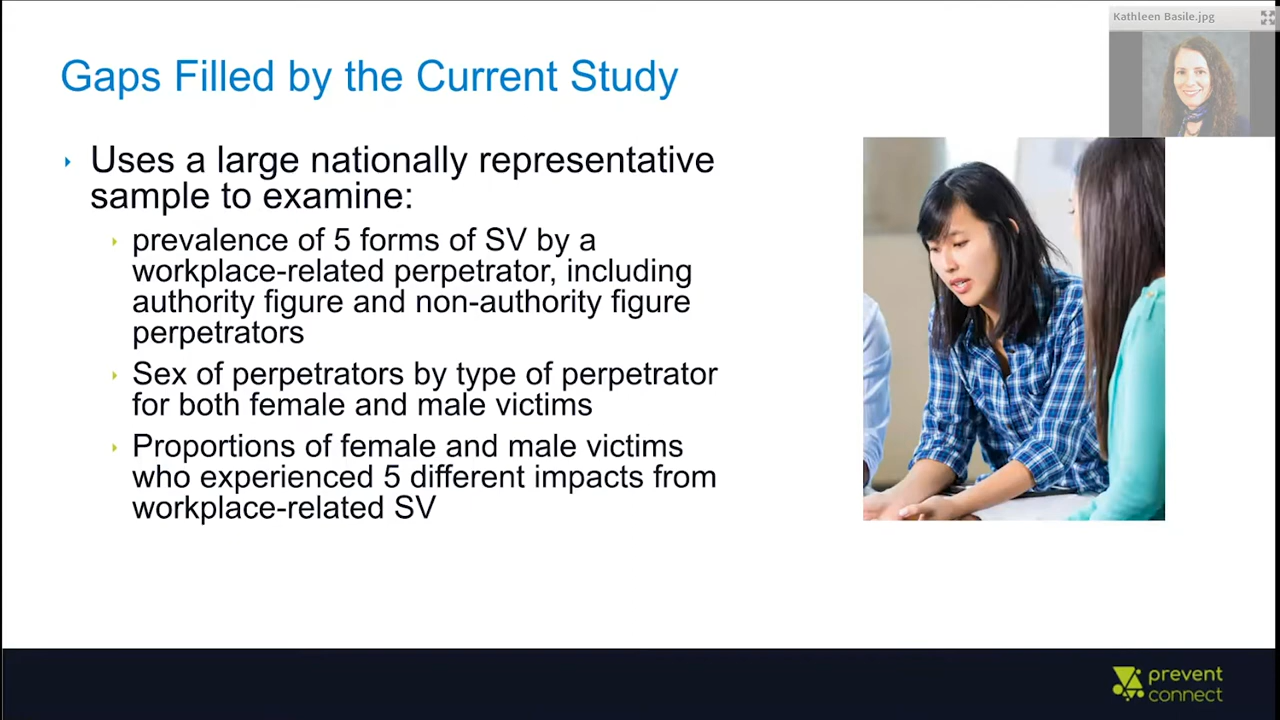 Kathleen Basile.jpg
Gaps Filled by the Current Study
Uses a large nationally representative
sample to examine:
prevalence of 5 forms of SV by a
workplace-related perpetrator, including
authority figure and non-authority figure
perpetrators
Sex of perpetrators by type of perpetrator
for both female and male victims
Proportions of female and male victims
who experienced 5 different impacts from
workplace-related SV
prevent
connect